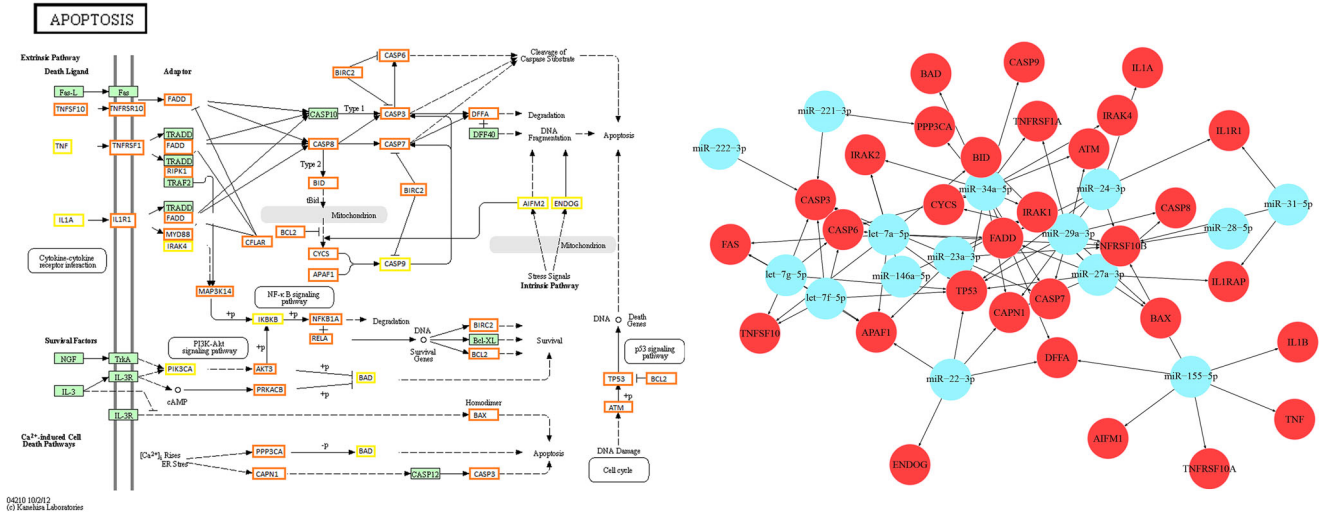 APOPTOSIS
Extrinsic Pathway
Death Ligand
Adaptor
Fas-L
Fas
TNFSF10
TNFRSR10
FADD
TNF
TNFRSF1
TRADD
FADD
TRADD
RIPK1
TRAF2
IL1A
IL1R1
TRADD
FADD
MYD88
IRAK4
CFLAR
Cytokine-cytokine
receptor interaction
MAP3K14
BIRC2
CASP6
Cleavage of
Caspase Substrate
CASP10
Type 1
CASP3
DFFA
Degradation
DFF40
DNA
Fragmentation
Apoptosis
CASP8
CASP7
Type 2
BID
tBid
BIRC2
Mitochondrion
BCL2
CYCS
APAF1
CASP9
AIFM2
ENDOG
Mitochondrion
Stress Signals
Intrinsic Pathway
NF-κ B signaling
pathway
+p
IKBKB
+p
NFKB1A
RELA
Degradation
DNA
Survival
Genes
BIRC2
Bcl-XL
BCL2
Survival
DNA
Death
Genes
p53 signaling
pathway
Survival Factors
PI3K-Akt
signaling pathway
+p
NGF
TrkA
IL-3R
IL-3
PIK3CA
AKT3
+p
BAD
cAMP
PRKACB
+p
IL-3R
Homodimer
BAX
TP53
BCL2
+p
ATM
DNA Damage
Cell cycle
Ca²⁺-induced Cell
Death Pathways
[Ca²⁺]i Rises
ER Stres
PPP3CA
-p
BAD
CAPN1
CASP12
CASP3
Apoptosis
04210 10/2/12
(c) Kanehisa Laboratories
CASP9
BAD
IL1A
miR-221-3p
PPP3CA
TNFRSF1A
IRAK4
IL1R1
miR-222-3p
IRAK2
BID
ATM
miR-34a-5p
miR-24-3p
CASP3
CYCS
IRAK1
miR-31-5p
CASP8
CASP6
let-7a-5p
FADD
miR-29a-3p
miR-28-5p
FAS
miR-23a-3p
TNFRSF10B
let-7g-5p
miR-146a-5p
miR-27a-3p
IL1RAP
let-7f-5p
TP53
CASP7
TNFSF10
APAF1
CAPN1
BAX
IL1B
DFFA
miR-22-3p
miR-155-5p
TNF
AIFM1
ENDOG
TNFRSF10A